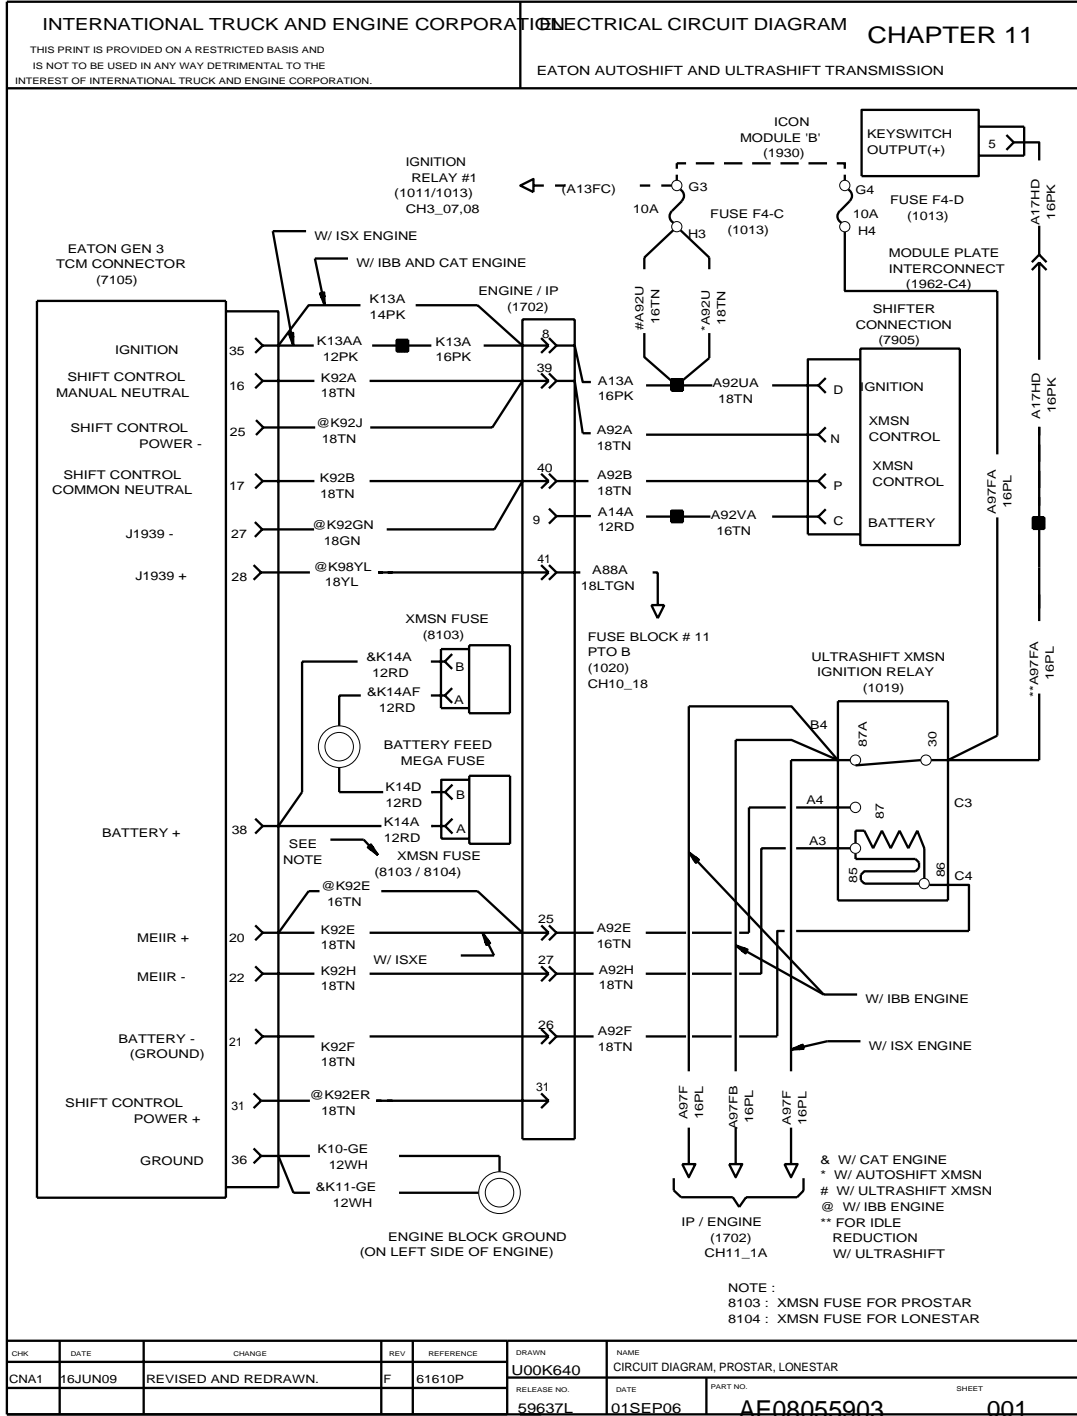 INTERNATIONAL TRUCK AND ENGINE CORPORATION
THIS PRINT IS PROVIDED ON A RESTRICTED BASIS AND
IS NOT TO BE USED IN ANY WAY DETRIMENTAL TO THE
INTEREST OF INTERNATIONAL TRUCK AND ENGINE CORPORATION.
ELECTRICAL CIRCUIT DIAGRAM
CHAPTER 11
EATON AUTOSHIFT AND ULTRASHIFT TRANSMISSION
ICON
MODULE 'B'
(1930)
KEYSWITCH
OUTPUT(+)
5
IGNITION
RELAY #1
(1011/1013)
CH3_07,08
(A13FC)
G3
10A
H3
FUSE F4-C
(1013)
G4
10A
H4
FUSE F4-D
(1013)
A17HD
16PK
MODULE PLATE
INTERCONNECT
(1962-C4)
W/ ISX ENGINE
W/ IBB AND CAT ENGINE
EATON GEN 3
TCM CONNECTOR
(7105)
ENGINE / IP
(1702)
#A92U
16TN
*A92U
18TN
SHIFTER
CONNECTION
(7905)
K13A
14PK
IGNITION
35
K13AA
12PK
K13A
16PK
8
SHIFT CONTROL
MANUAL NEUTRAL
16
K92A
18TN
39
A13A
16PK
A92UA
18TN
D
IGNITION
A17HD
16PK
SHIFT CONTROL
POWER -
25
@K92J
18TN
A92A
18TN
N
XMSN
CONTROL
SHIFT CONTROL
COMMON NEUTRAL
17
K92B
18TN
40
A92B
18TN
P
XMSN
CONTROL
A97FA
16PL
J1939 -
27
@K92GN
18GN
9
A14A
12RD
A92VA
16TN
C
BATTERY
J1939 +
28
@K98YL
18YL
41
A88A
18LTGN
XMSN FUSE
(8103)
FUSE BLOCK # 11
PTO B
(1020)
CH10_18
&K14A
12RD
B
&K14AF
12RD
A
ULTRASHIFT XMSN
IGNITION RELAY
(1019)
**A97FA
16PL
BATTERY FEED
MEGA FUSE
B4
87A
30
K14D
12RD
B
A4
87
C3
BATTERY +
38
K14A
12RD
A
A3
SEE
NOTE
XMSN FUSE
(8103 / 8104)
85
86
C4
@K92E
16TN
MEIIR +
20
K92E
18TN
25
A92E
16TN
W/ ISXE
MEIIR -
22
K92H
18TN
27
A92H
18TN
W/ IBB ENGINE
BATTERY -
(GROUND)
21
K92F
18TN
26
A92F
18TN
W/ ISX ENGINE
SHIFT CONTROL
POWER +
31
@K92ER
18TN
31
A97F
16PL
A97FB
16PL
A97F
16PL
GROUND
36
K10-GE
12WH
&K11-GE
12WH
ENGINE BLOCK GROUND
(ON LEFT SIDE OF ENGINE)
IP / ENGINE
(1702)
CH11_1A
& W/ CAT ENGINE
* W/ AUTOSHIFT XMSN
# W/ ULTRASHIFT XMSN
@ W/ IBB ENGINE
** FOR IDLE
REDUCTION
W/ ULTRASHIFT
NOTE :
8103 : XMSN FUSE FOR PROSTAR
8104 : XMSN FUSE FOR LONESTAR
CHK DATE CHANGE REV REFERENCE
CNA1 16JUN09 REVISED AND REDRAWN. F 61610P
DRAWN
U00K640
NAME
CIRCUIT DIAGRAM, PROSTAR, LONESTAR
RELEASE NO.
59637L
DATE
01SEP06
PART NO.
AE08055903
SHEET
001